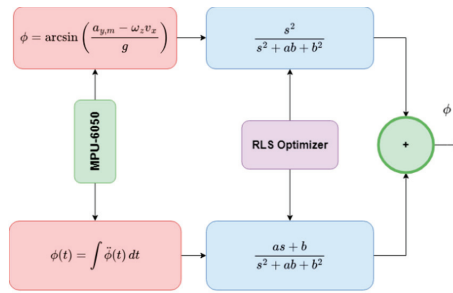 ϕ = arcsin ( (a_{y,m} − ω_z v_x) / g )
s² / (s² + ab + b²)
MPU-6050
RLS Optimizer
+
ϕ
ϕ(t) = ∫ ϕ̈(t) dt
(as + b) / (s² + ab + b²)